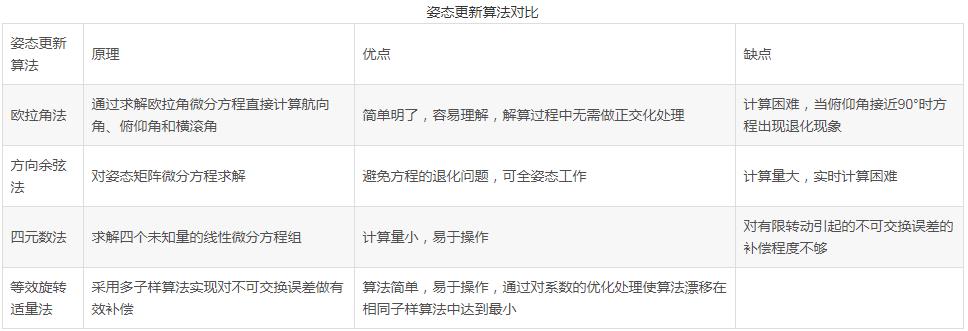 姿态更新算法对比
姿态更新
算法
原理
优点
缺点
欧拉角法
通过求解欧拉角微分方程直接计算航向
角、俯仰角和横滚角
简单明了，容易理解，解算过程中无需做正交化处理
计算困难，当俯仰角接近90°时方
程出现退化现象
方向余弦
法
对姿态矩阵微分方程求解
避免方程的退化问题，可全姿态工作
计算量大，实时计算困难
四元数法
求解四个未知量的线性微分方程组
计算量小，易于操作
对有限转动引起的不可交换误差的
补偿程度不够
等效旋转
适量法
采用多子样算法实现对不可交换误差做有
效补偿
算法简单，易于操作，通过对系数的优化处理使算法漂移在
相同子样算法中达到最小